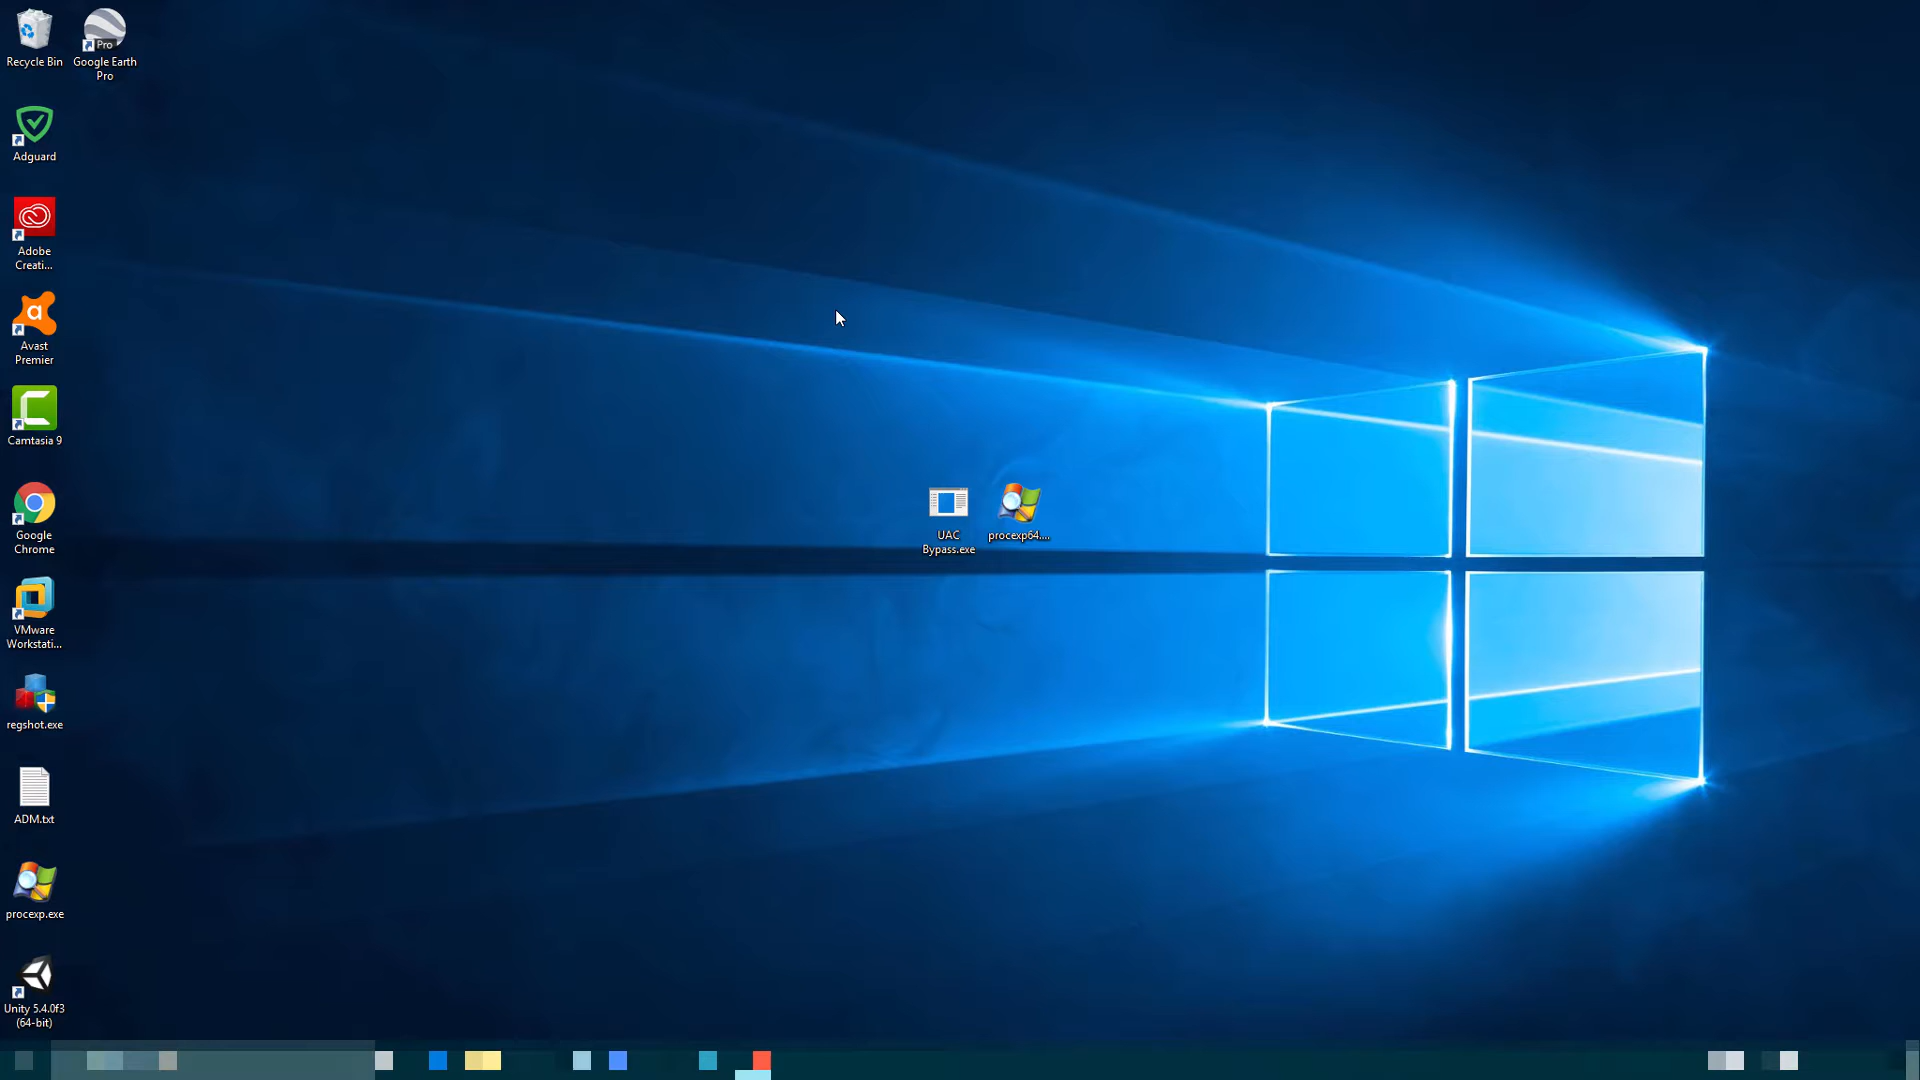 Recycle Bin
Google Earth
Pro
Pro
Adguard
Adobe
Creati...
a
Avast
Premier
Camtasia 9
Google
Chrome
VMware
Workstati...
regshot.exe
ADM.txt
procexp.exe
Unity 5.4.0f3
(64-bit)
UAC
Bypass.exe
procexp64....